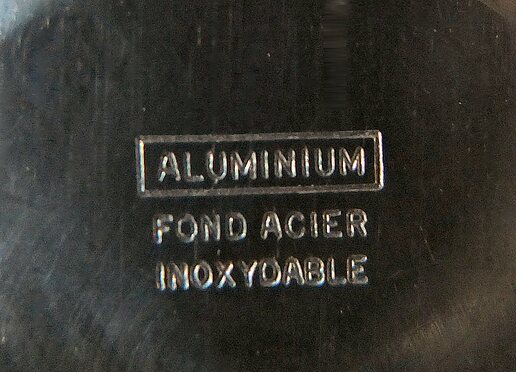 ALUMINIUM
FOND ACIER
INOXYDABLE